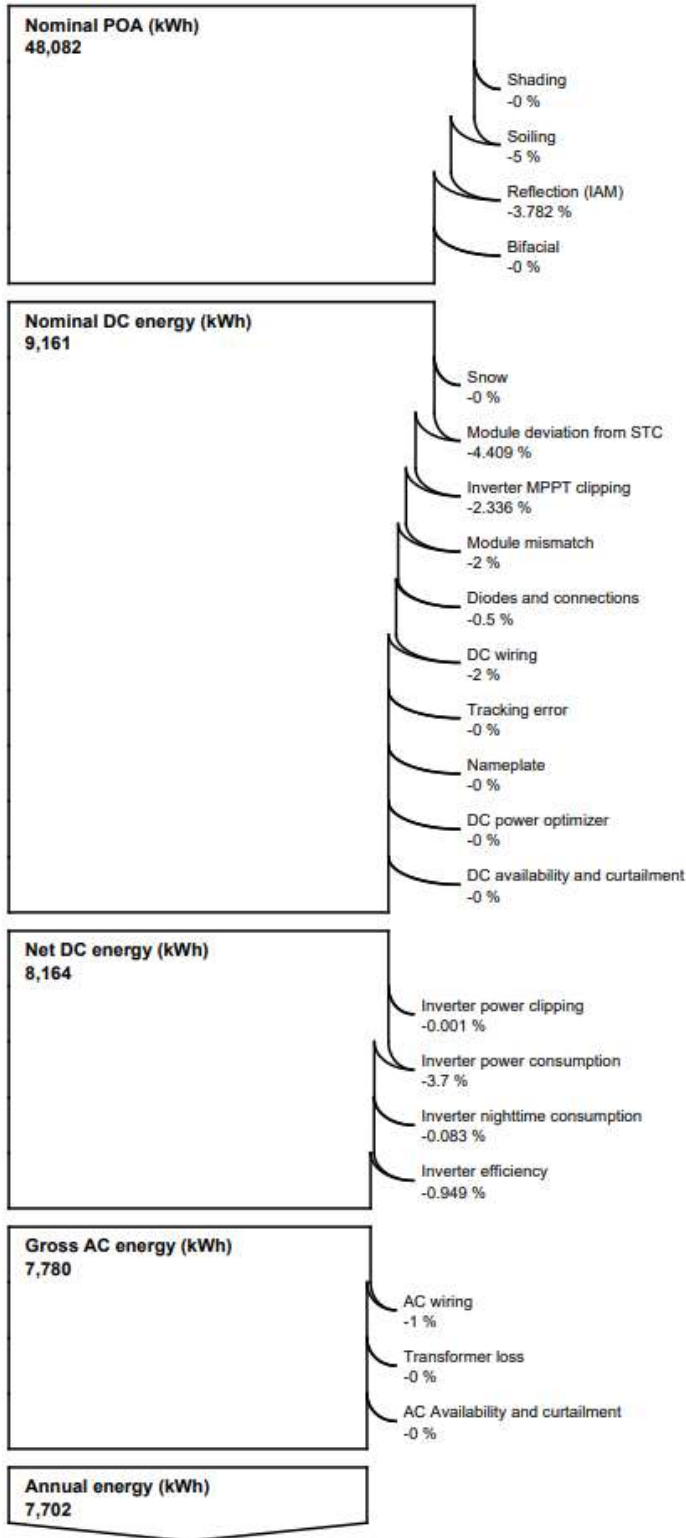 Nominal POA (kWh)
48,082
Shading
-0 %
Soiling
-5 %
Reflection (IAM)
-3.782 %
Bifacial
-0 %
Nominal DC energy (kWh)
9,161
Snow
-0 %
Module deviation from STC
-4.409 %
Inverter MPPT clipping
-2.336 %
Module mismatch
-2 %
Diodes and connections
-0.5 %
DC wiring
-2 %
Tracking error
-0 %
Nameplate
-0 %
DC power optimizer
-0 %
DC availability and curtailment
-0 %
Net DC energy (kWh)
8,164
Inverter power clipping
-0.001 %
Inverter power consumption
-3.7 %
Inverter nighttime consumption
-0.083 %
Inverter efficiency
-0.949 %
Gross AC energy (kWh)
7,780
AC wiring
-1 %
Transformer loss
-0 %
AC Availability and curtailment
-0 %
Annual energy (kWh)
7,702